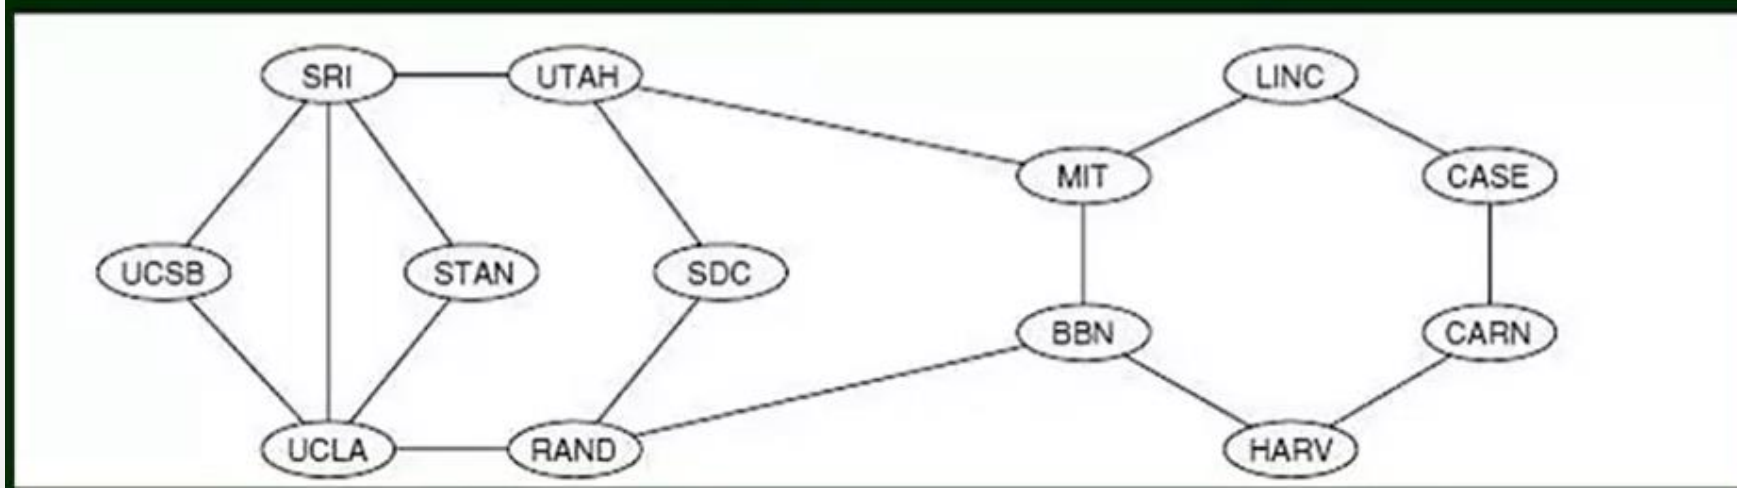 SRI UTAH LINC
MIT CASE
UCSB STAN SDC
BBN CARN
UCLA RAND HARV